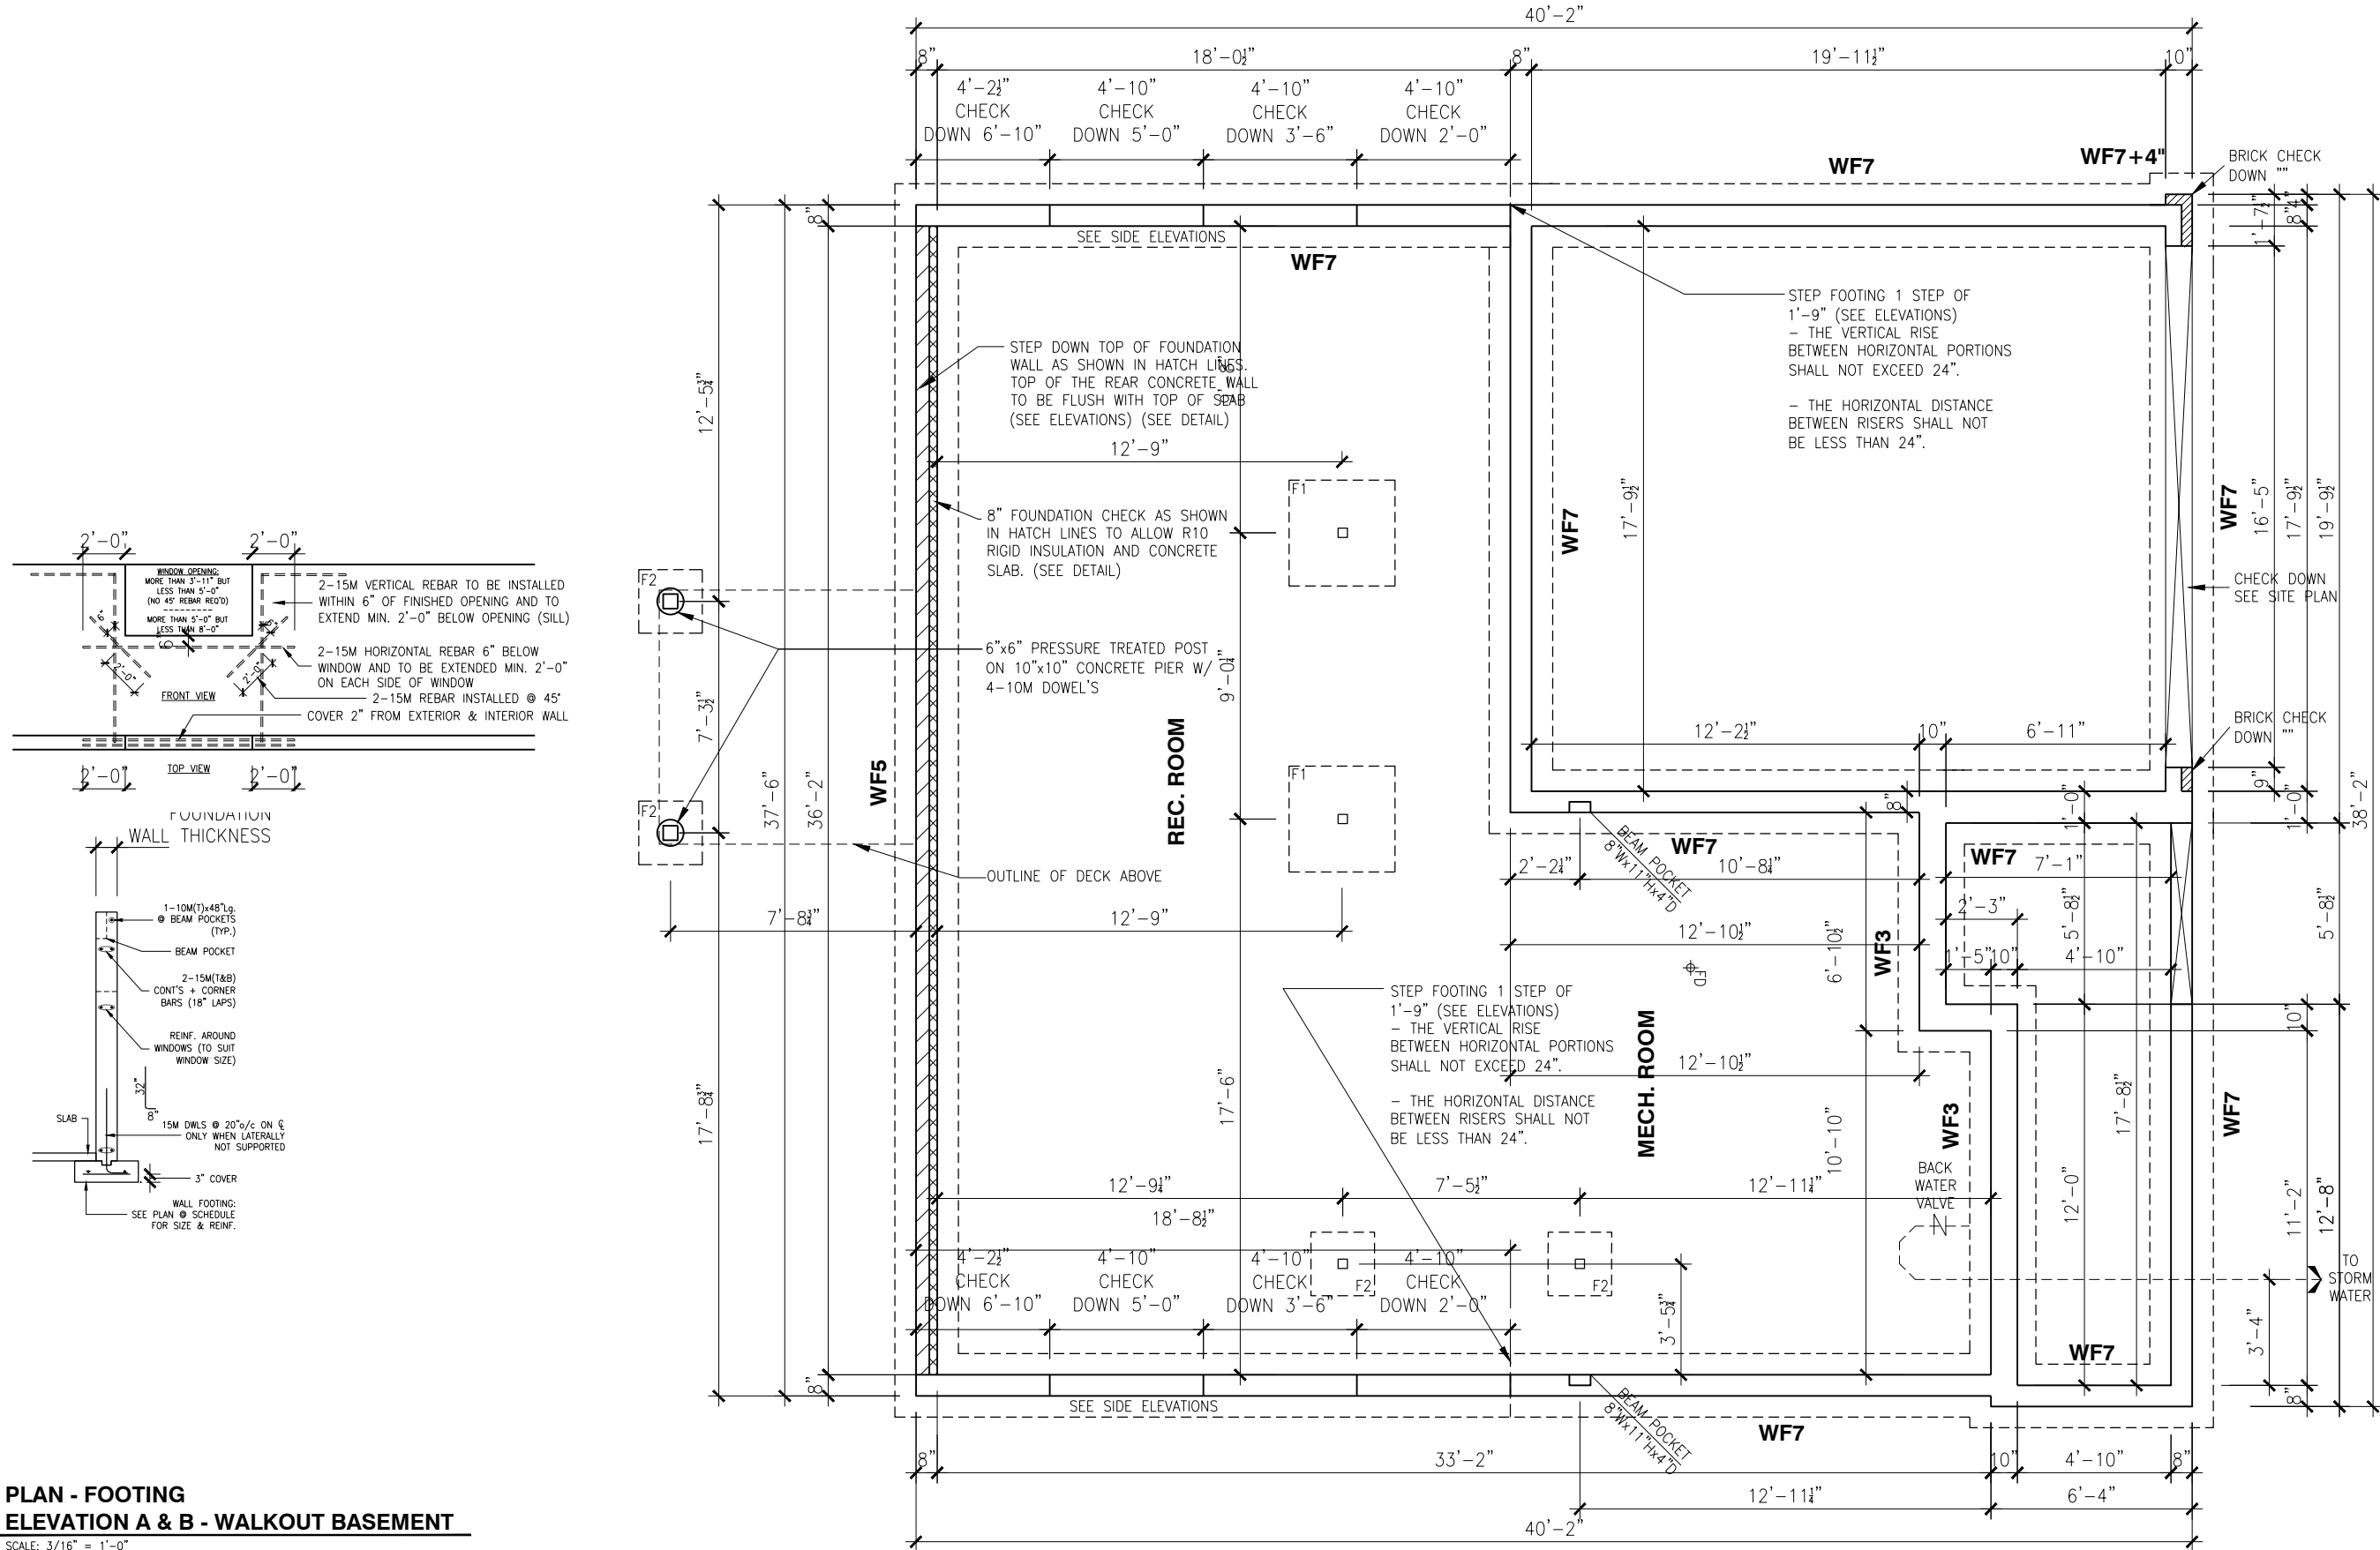 40'-2"
8"
18'-0½"
8"
19'-11½"
10"
4'-2½"
CHECK
DOWN 6'-10"
4'-10"
CHECK
DOWN 5'-0"
4'-10"
CHECK
DOWN 3'-6"
4'-10"
CHECK
DOWN 2'-0"
WF7
WF7+4"
BRICK CHECK
DOWN ""
8"
SEE SIDE ELEVATIONS
WF7
1'-7½"
8"
4"
STEP FOOTING 1 STEP OF
1'-9" (SEE ELEVATIONS)
- THE VERTICAL RISE
BETWEEN HORIZONTAL PORTIONS
SHALL NOT EXCEED 24".
- THE HORIZONTAL DISTANCE
BETWEEN RISERS SHALL NOT
BE LESS THAN 24".
STEP DOWN TOP OF FOUNDATION
WALL AS SHOWN IN HATCH LINES.
TOP OF THE REAR CONCRETE WALL
TO BE FLUSH WITH TOP OF SLAB
(SEE ELEVATIONS) (SEE DETAIL)
12'-5¾"
12'-9"
F1
WF7
17'-9½"
WF7
16'-5"
17'-9½"
19'-9½"
8" FOUNDATION CHECK AS SHOWN
IN HATCH LINES TO ALLOW R10
RIGID INSULATION AND CONCRETE
SLAB. (SEE DETAIL)
CHECK DOWN
SEE SITE PLAN
2'-0"
2'-0"
WINDOW OPENING:
MORE THAN 3'-11" BUT
LESS THAN 5'-0"
(NO 45° REBAR REQ'D)
MORE THAN 5'-0" BUT
LESS THAN 8'-0"
6"
6"
6"
2'-0"
2'-0"
2-15M VERTICAL REBAR TO BE INSTALLED
WITHIN 6" OF FINISHED OPENING AND TO
EXTEND MIN. 2'-0" BELOW OPENING (SILL)
2-15M HORIZONTAL REBAR 6" BELOW
WINDOW AND TO BE EXTENDED MIN. 2'-0"
ON EACH SIDE OF WINDOW
2-15M REBAR INSTALLED @ 45°
FRONT VIEW
COVER 2" FROM EXTERIOR & INTERIOR WALL
TOP VIEW
2'-0"
2'-0"
F2
6"x6" PRESSURE TREATED POST
ON 10"x10" CONCRETE PIER W/
4-10M DOWEL'S
7'-3½"
9'-0¼"
REC. ROOM
WF5
37'-6"
36'-2"
F1
F2
12'-2½"
10"
6'-11"
BRICK CHECK
DOWN ""
9"
1'-0"
38'-2"
8"
1'-0"
FOUNDATION
WALL THICKNESS
BEAM POCKET
8"Wx11"Hx4"D
WF7
WF7
7'-1"
OUTLINE OF DECK ABOVE
2'-2¼"
10'-8¼"
7'-8¾"
12'-9"
2'-3"
5'-8½"
5'-8½"
12'-10½"
6'-10½"
WF3
1'-5"
10"
4'-10"
FD
1-10M(T)x48"Lg.
@ BEAM POCKETS
(TYP.)
BEAM POCKET
2-15M(T&B)
CONT'S + CORNER
BARS (18" LAPS)
REINF. AROUND
WINDOWS (TO SUIT
WINDOW SIZE)
32"
8"
SLAB
15M DWLS @ 20"o/c ON ℄
ONLY WHEN LATERALLY
NOT SUPPORTED
3" COVER
WALL FOOTING:
SEE PLAN @ SCHEDULE
FOR SIZE & REINF.
STEP FOOTING 1 STEP OF
1'-9" (SEE ELEVATIONS)
- THE VERTICAL RISE
BETWEEN HORIZONTAL PORTIONS
SHALL NOT EXCEED 24".
- THE HORIZONTAL DISTANCE
BETWEEN RISERS SHALL NOT
BE LESS THAN 24".
MECH. ROOM
12'-10½"
10"
17'-8¾"
17'-6"
10'-10"
WF3
17'-8½"
WF7
BACK
WATER
VALVE
12'-0"
11'-2"
12'-8"
12'-9¼"
7'-5½"
12'-11¼"
18'-8½"
4'-2½"
CHECK
DOWN 6'-10"
4'-10"
CHECK
DOWN 5'-0"
4'-10"
CHECK
DOWN 3'-6"
4'-10"
CHECK
DOWN 2'-0"
F2
F2
3'-5¾"
TO
STORM
WATER
3'-4"
WF7
8"
8"
SEE SIDE ELEVATIONS
BEAM POCKET
8"Wx11"Hx4"D
WF7
8"
33'-2"
10"
4'-10"
8"
12'-11¼"
6'-4"
40'-2"
PLAN - FOOTING
ELEVATION A & B - WALKOUT BASEMENT
SCALE: 3/16" = 1'-0"